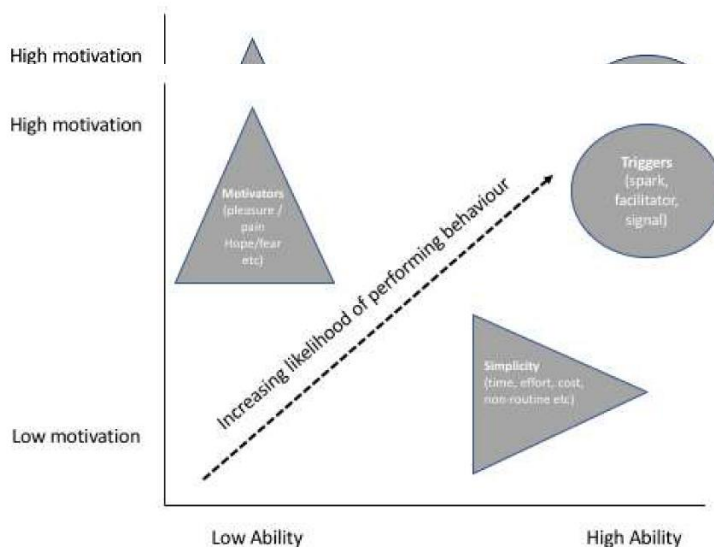 High motivation
High motivation
Motivators
(pleasure /
pain
Hope/fear
etc)
Triggers
(spark,
facilitator,
signal)
Increasing likelihood of performing behaviour
Simplicity
(time, effort, cost,
non-routine etc)
Low motivation
Low Ability
High Ability